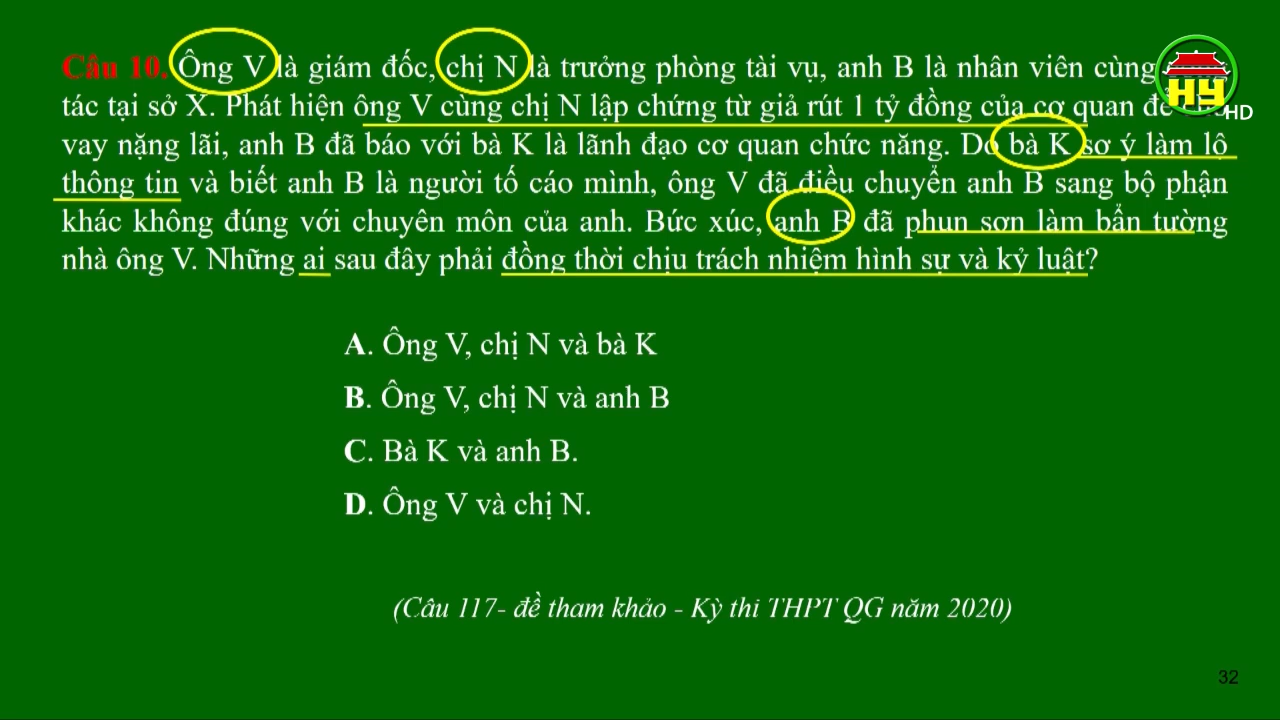 Câu 10. Ông V là giám đốc, chị N là trưởng phòng tài vụ, anh B là nhân viên cùng
tác tại sở X. Phát hiện ông V cùng chị N lập chứng từ giả rút 1 tỷ đồng của cơ quan để
vay nặng lãi, anh B đã báo với bà K là lãnh đạo cơ quan chức năng. Do bà K sơ ý làm lộ
thông tin và biết anh B là người tố cáo mình, ông V đã điều chuyển anh B sang bộ phận
khác không đúng với chuyên môn của anh. Bức xúc, anh B đã phun sơn làm bẩn tường
nhà ông V. Những ai sau đây phải đồng thời chịu trách nhiệm hình sự và kỷ luật?
A. Ông V, chị N và bà K
B. Ông V, chị N và anh B
C. Bà K và anh B.
D. Ông V và chị N.
(Câu 117- đề tham khảo - Kỳ thi THPT QG năm 2020)
32
HY
HD